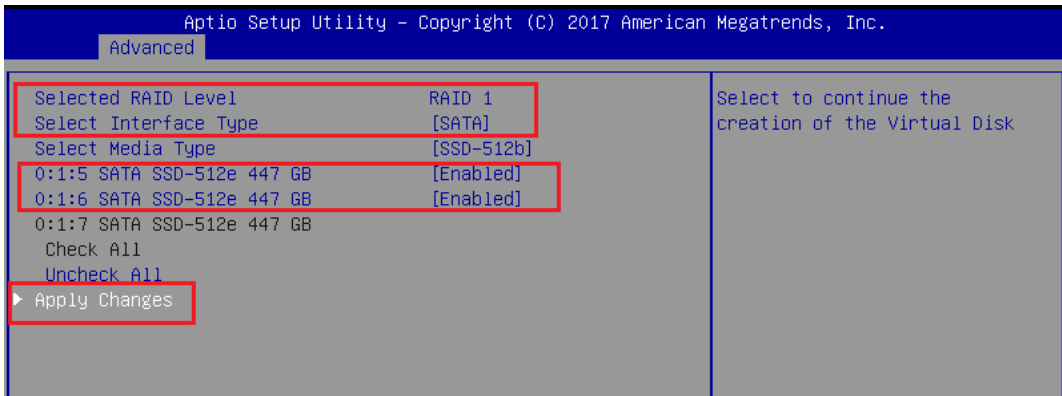 Aptio Setup Utility – Copyright (C) 2017 American Megatrends, Inc.
Advanced
Selected RAID Level RAID 1
Select Interface Type [SATA]
Select Media Type [SSD-512b]
0:1:5 SATA SSD-512e 447 GB [Enabled]
0:1:6 SATA SSD-512e 447 GB [Enabled]
0:1:7 SATA SSD-512e 447 GB
Check All
Uncheck All
Apply Changes
Select to continue the
creation of the Virtual Disk